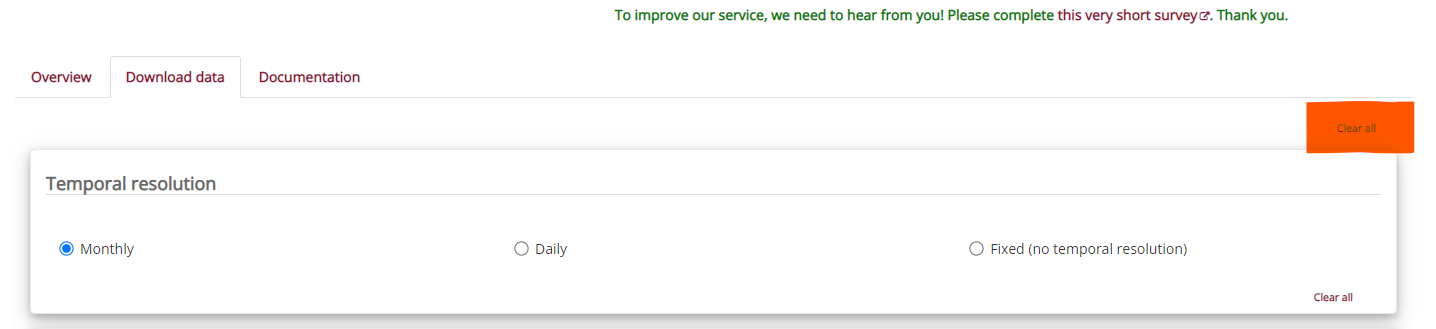 To improve our service, we need to hear from you! Please complete this very short survey. Thank you.
Overview Download data Documentation
Clear all
Temporal resolution
Monthly Daily Fixed (no temporal resolution)
Clear all